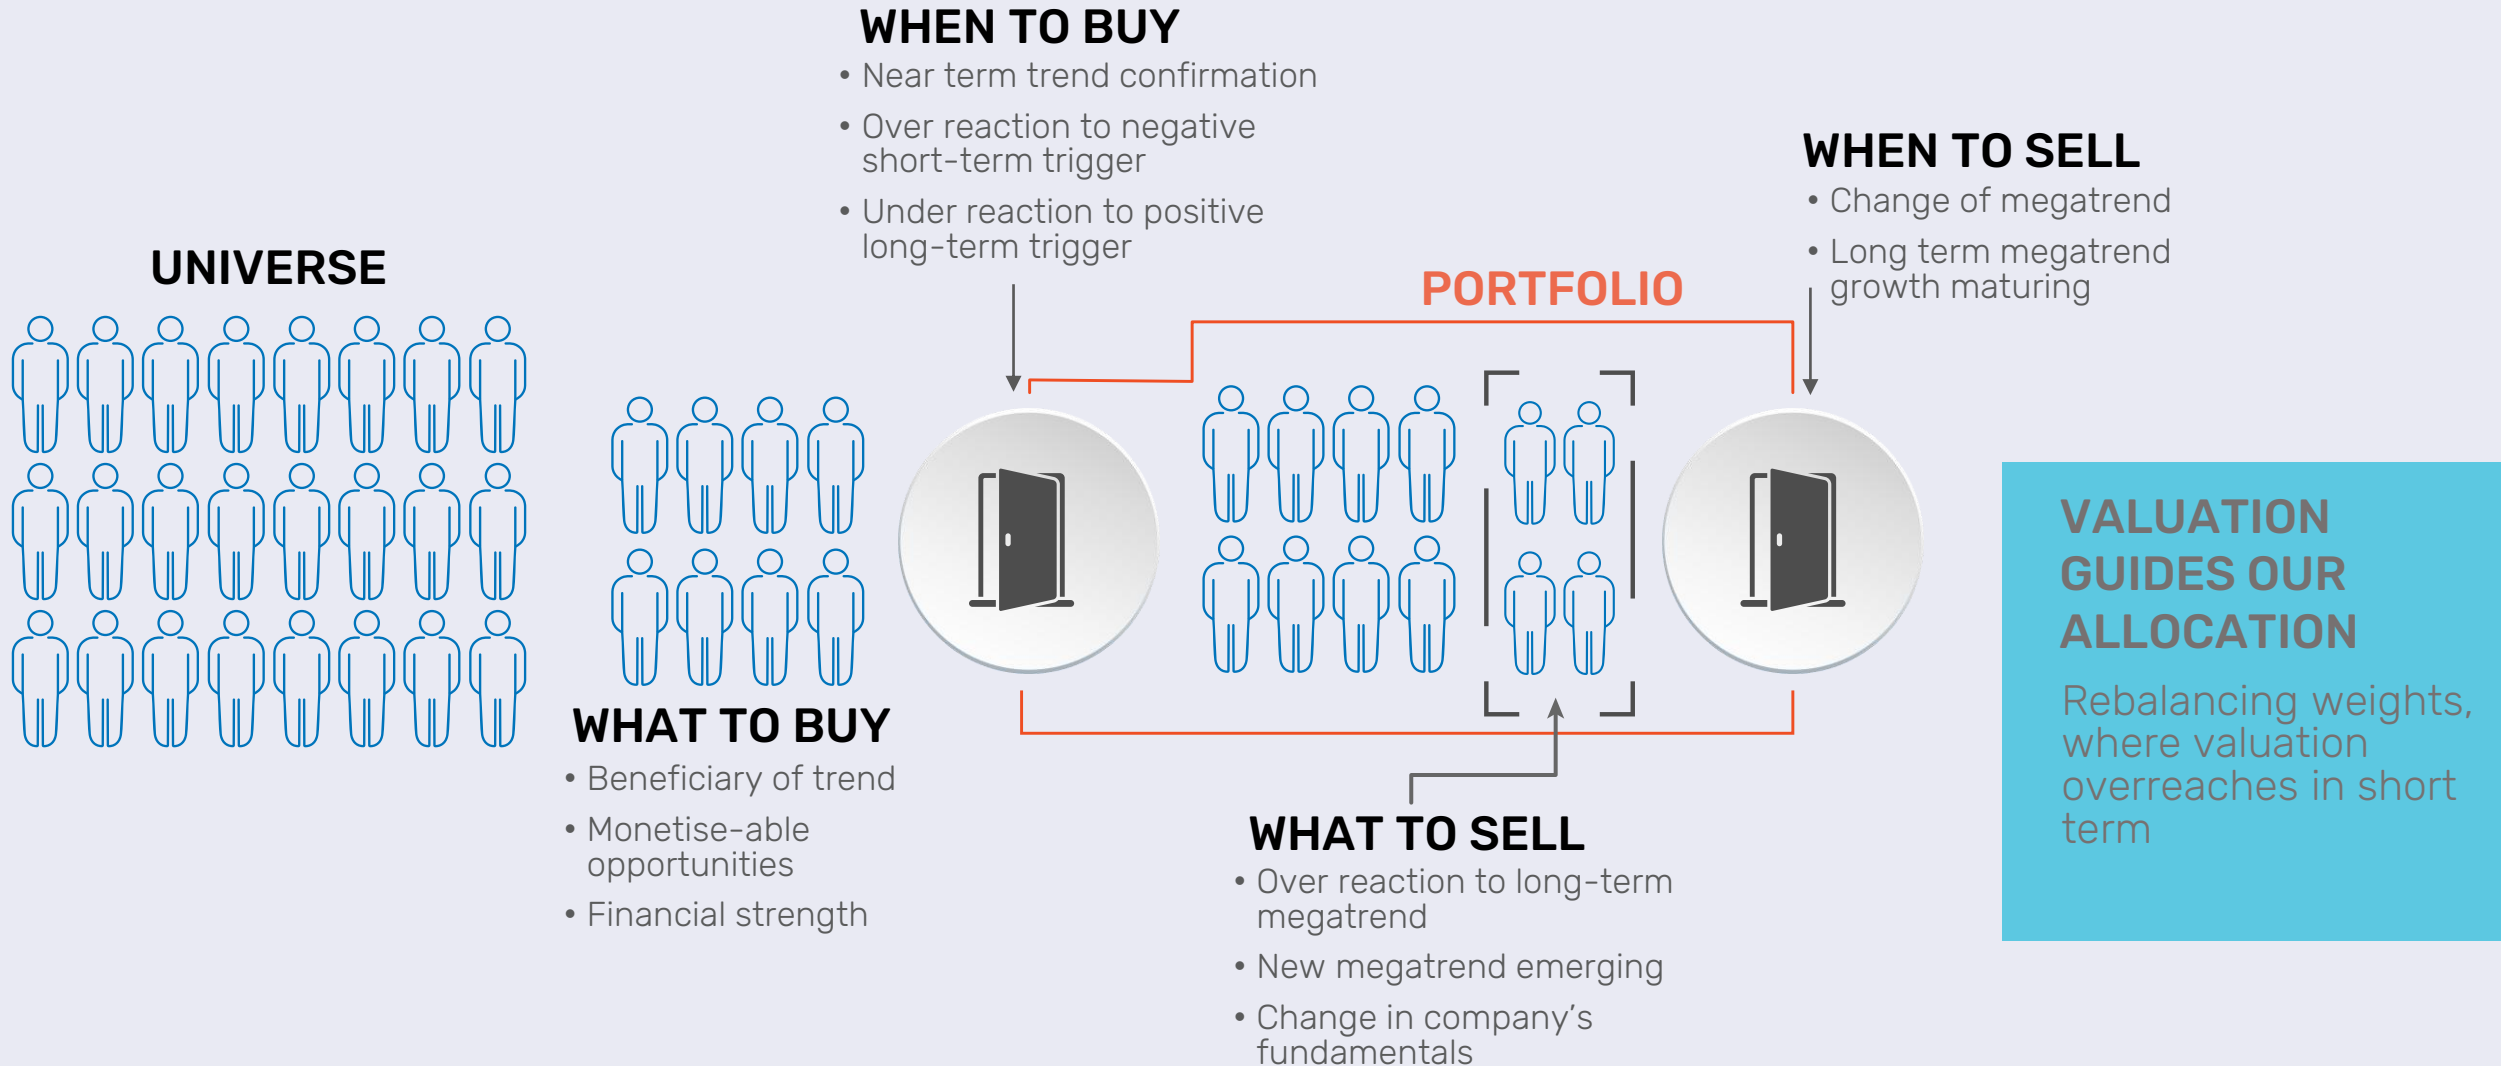 UNIVERSE
WHAT TO BUY
• Beneficiary of trend
• Monetise-able
opportunities
• Financial strength
WHEN TO BUY
• Near term trend confirmation
• Over reaction to negative
short-term trigger
• Under reaction to positive
long-term trigger
PORTFOLIO
WHAT TO SELL
• Over reaction to long-term
megatrend
• New megatrend emerging
• Change in company’s
fundamentals
WHEN TO SELL
• Change of megatrend
• Long term megatrend
growth maturing
VALUATION
GUIDES OUR
ALLOCATION
Rebalancing weights,
where valuation
overreaches in short
term